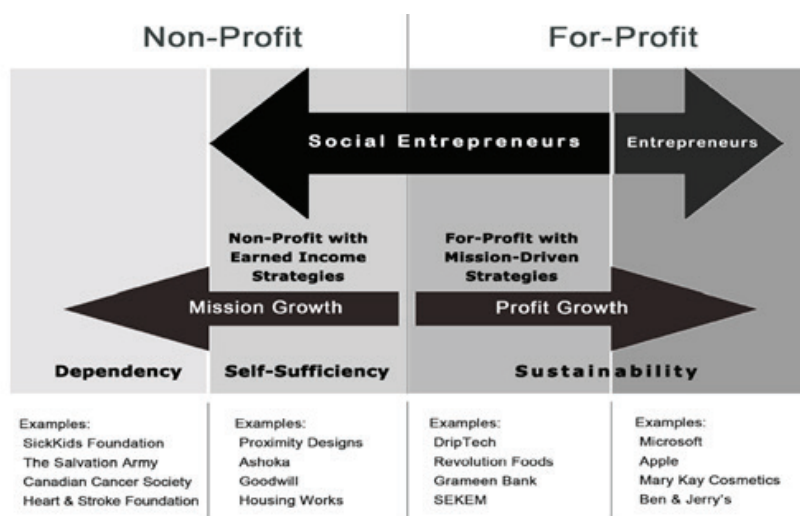 Non-Profit
For-Profit
Social Entrepreneurs
Entrepreneurs
Non-Profit with
Earned Income
Strategies
For-Profit with
Mission-Driven
Strategies
Mission Growth
Profit Growth
Dependency
Self-Sufficiency
Sustainability
Examples:
SickKids Foundation
The Salvation Army
Canadian Cancer Society
Heart & Stroke Foundation
Examples:
Proximity Designs
Ashoka
Goodwill
Housing Works
Examples:
DripTech
Revolution Foods
Grameen Bank
SEKEM
Examples:
Microsoft
Apple
Mary Kay Cosmetics
Ben & Jerry's